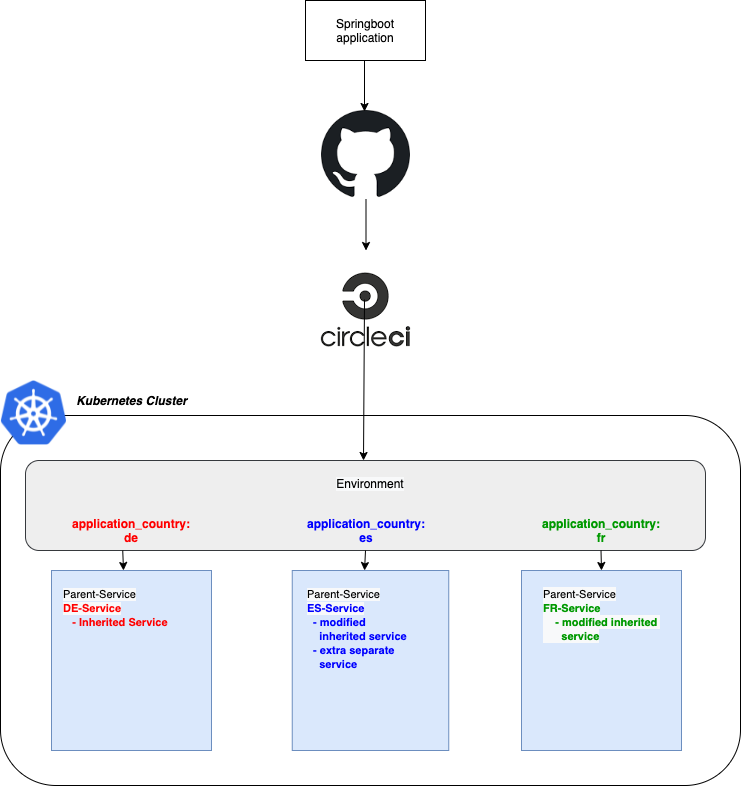 Springboot
application
circleci
Kubernetes Cluster
Environment
application_country:
de
application_country:
es
application_country:
fr
Parent-Service
DE-Service
- Inherited Service
Parent-Service
ES-Service
- modified
inherited service
- extra separate
service
Parent-Service
FR-Service
- modified inherited
service